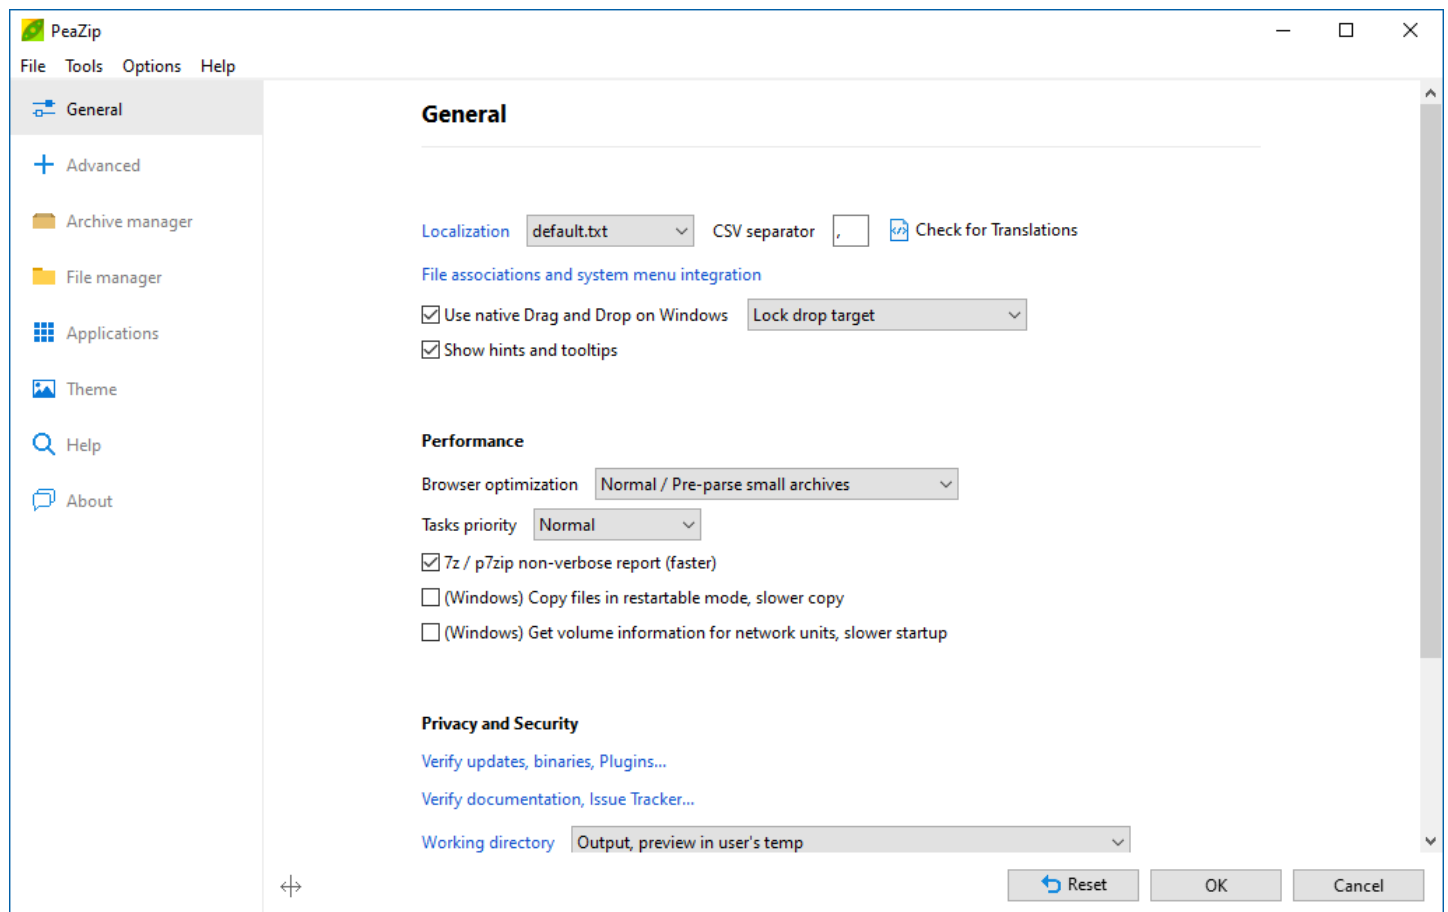 PeaZip
File Tools Options Help
General
Advanced
Archive manager
File manager
Applications
Theme
Help
About
General
Localization default.txt CSV separator , Check for Translations
File associations and system menu integration
Use native Drag and Drop on Windows Lock drop target
Show hints and tooltips
Performance
Browser optimization Normal / Pre-parse small archives
Tasks priority Normal
7z / p7zip non-verbose report (faster)
(Windows) Copy files in restartable mode, slower copy
(Windows) Get volume information for network units, slower startup
Privacy and Security
Verify updates, binaries, Plugins...
Verify documentation, Issue Tracker...
Working directory Output, preview in user's temp
Reset OK Cancel